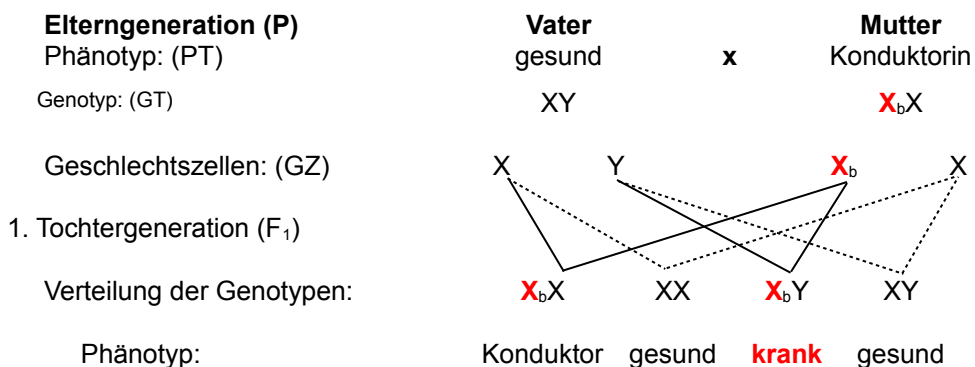 Elterngeneration (P) Vater Mutter
Phänotyp: (PT) gesund x Konduktorin
Genotyp: (GT) XY XbX
Geschlechtszellen: (GZ) X Y Xb X
1. Tochtergeneration (F1)
Verteilung der Genotypen: XbX XX XbY XY
Phänotyp: Konduktor gesund krank gesund